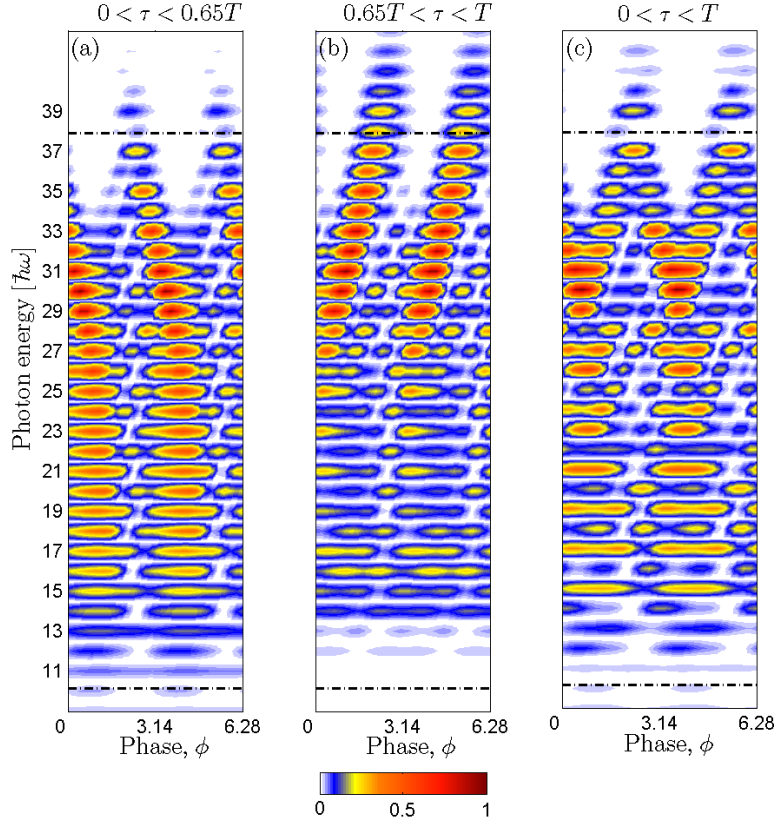 0 < τ < 0.65T
0.65T < τ < T
0 < τ < T
(a)
(b)
(c)
39
37
35
33
31
29
27
25
23
21
19
17
15
13
11
Photon energy [ħω]
0
3.14
6.28
0
3.14
6.28
0
3.14
6.28
Phase, ϕ
Phase, ϕ
Phase, ϕ
0
0.5
1